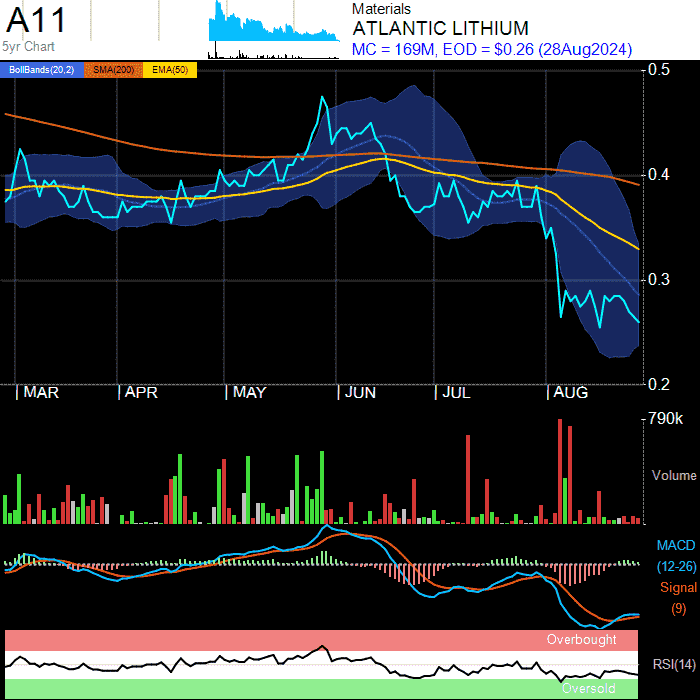 A11
5yr Chart
Materials
ATLANTIC LITHIUM
MC = 169M, EOD = $0.26 (28Aug2024)
BollBands(20,2) SMA(200) EMA(50)
0.5
0.4
0.3
0.2
MAR APR MAY JUN JUL AUG
790k
Volume
MACD
(12-26)
Signal
(9)
Overbought
RSI(14)
Oversold